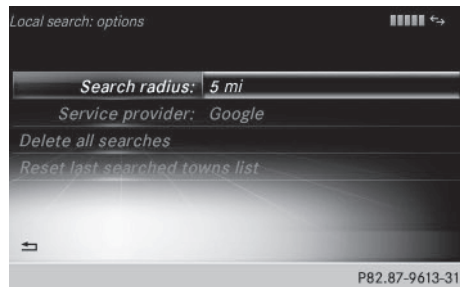 Local search: options
Search radius: 5 mi
Service provider: Google
Delete all searches
Reset last searched towns list
P82.87-9613-31